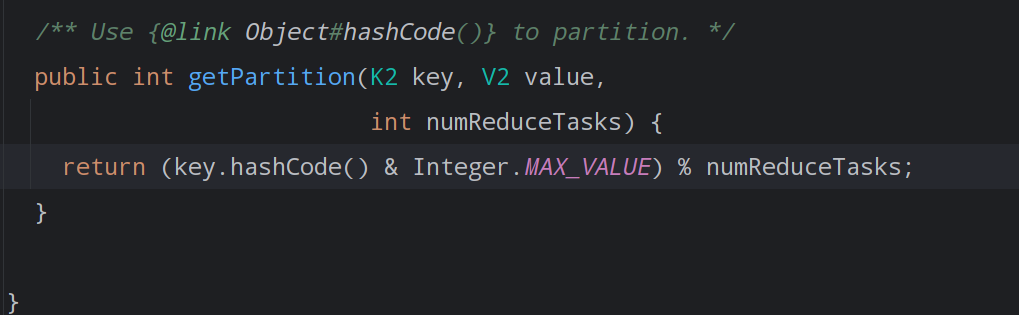 /** Use {@link Object#hashCode()} to partition. */
public int getPartition(K2 key, V2 value,
int numReduceTasks) {
return (key.hashCode() & Integer.MAX_VALUE) % numReduceTasks;
}
}